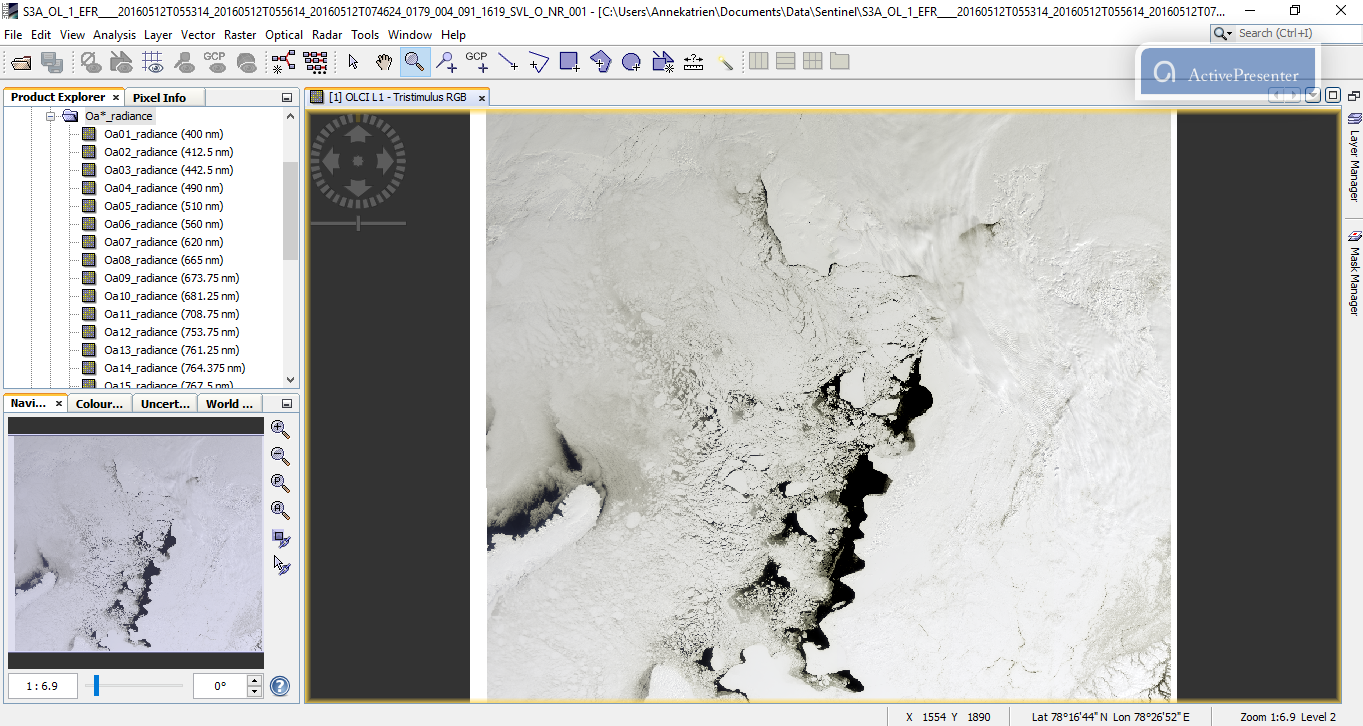 S3A_OL_1_EFR____20160512T055314_20160512T055614_20160512T074624_0179_004_091_1619_SVL_O_NR_001 - [C:\Users\Annekatrien\Documents\Data\Sentinel\S3A_OL_1_EFR____20160512T055314_20160512T055614_20160512T07...
File Edit View Analysis Layer Vector Raster Optical Radar Tools Window Help
Search (Ctrl+I)
GCP GCP
ActivePresenter
Product Explorer Pixel Info
[1] OLCI L1 - Tristimulus RGB
Oa*_radiance
Oa01_radiance (400 nm)
Oa02_radiance (412.5 nm)
Oa03_radiance (442.5 nm)
Oa04_radiance (490 nm)
Oa05_radiance (510 nm)
Oa06_radiance (560 nm)
Oa07_radiance (620 nm)
Oa08_radiance (665 nm)
Oa09_radiance (673.75 nm)
Oa10_radiance (681.25 nm)
Oa11_radiance (708.75 nm)
Oa12_radiance (753.75 nm)
Oa13_radiance (761.25 nm)
Oa14_radiance (764.375 nm)
Oa15_radiance (767.5 nm)
Layer Manager
Mask Manager
Navi... Colour... Uncert... World ...
1 : 6.9 0°
X 1554 Y 1890 Lat 78°16'44" N Lon 78°26'52" E Zoom 1:6.9 Level 2